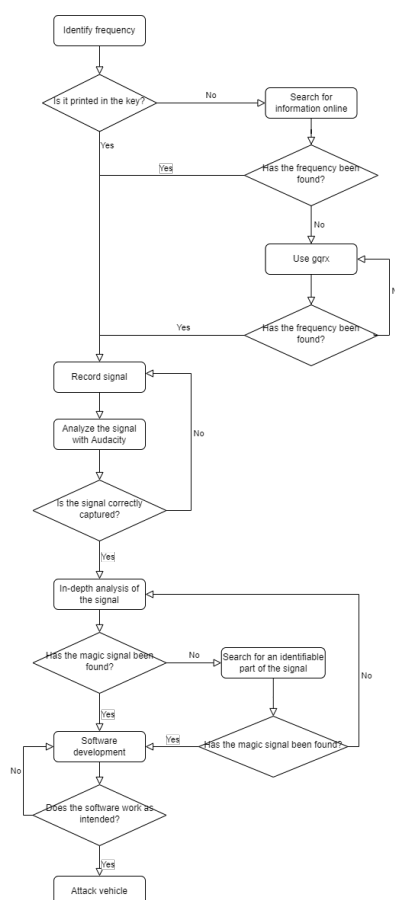 Identify frequency
Is it printed in the key?
No
Search for
information online
Yes
Has the frequency been
found?
Yes
No
Use gqrx
Has the frequency been
found?
Yes
Record signal
Analyze the signal
with Audacity
No
Is the signal correctly
captured?
Yes
In-depth analysis of
the signal
Has the magic signal been
found?
No
Search for an identifiable
part of the signal
No
Yes
Software
development
Yes
Has the magic signal been found?
No
Does the software work as
intended?
Yes
Attack vehicle